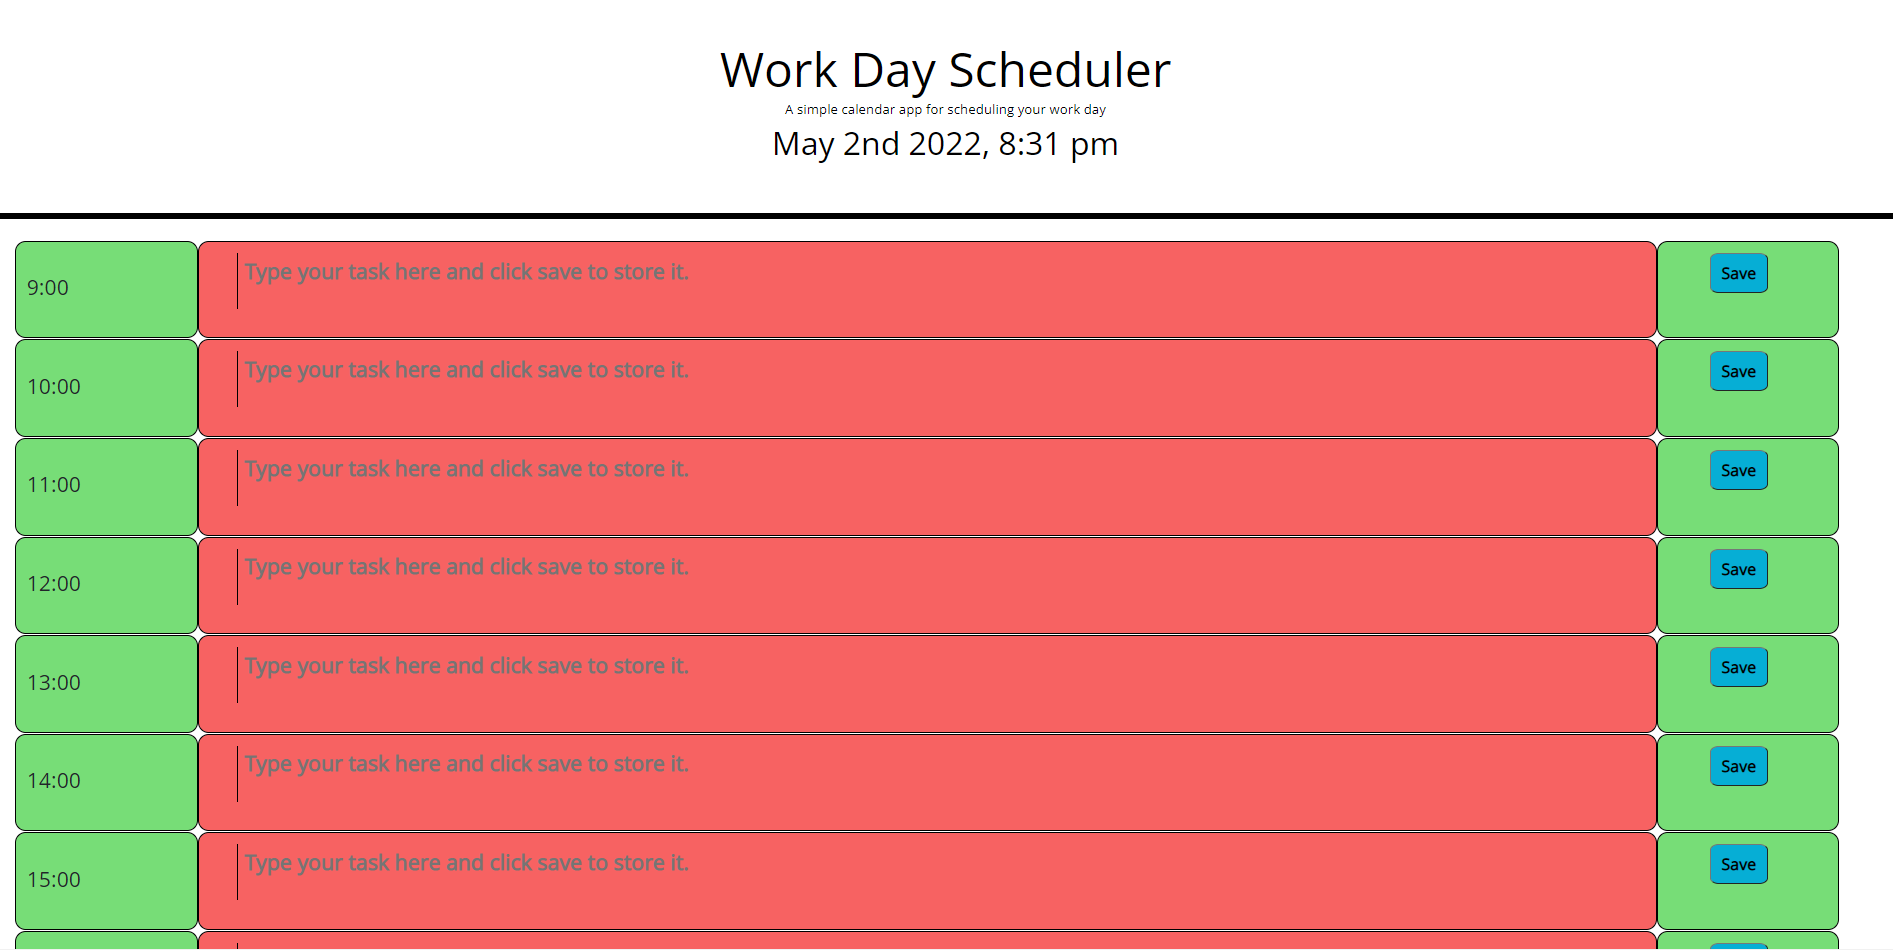 Work Day Scheduler
A simple calendar app for scheduling your work day
May 2nd 2022, 8:31 pm
9:00 Type your task here and click save to store it. Save
10:00 Type your task here and click save to store it. Save
11:00 Type your task here and click save to store it. Save
12:00 Type your task here and click save to store it. Save
13:00 Type your task here and click save to store it. Save
14:00 Type your task here and click save to store it. Save
15:00 Type your task here and click save to store it. Save